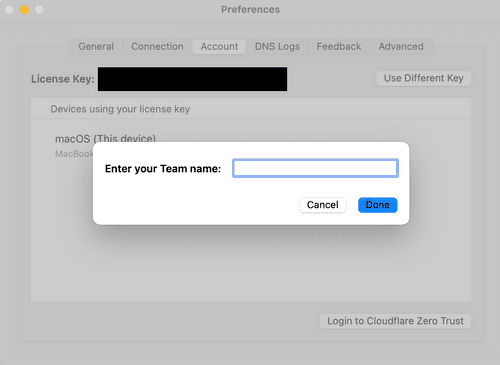 Preferences
General Connection Account DNS Logs Feedback Advanced
License Key:
Use Different Key
Devices using your license key
macOS (This device)
MacBook
Enter your Team name:
Cancel Done
Login to Cloudflare Zero Trust